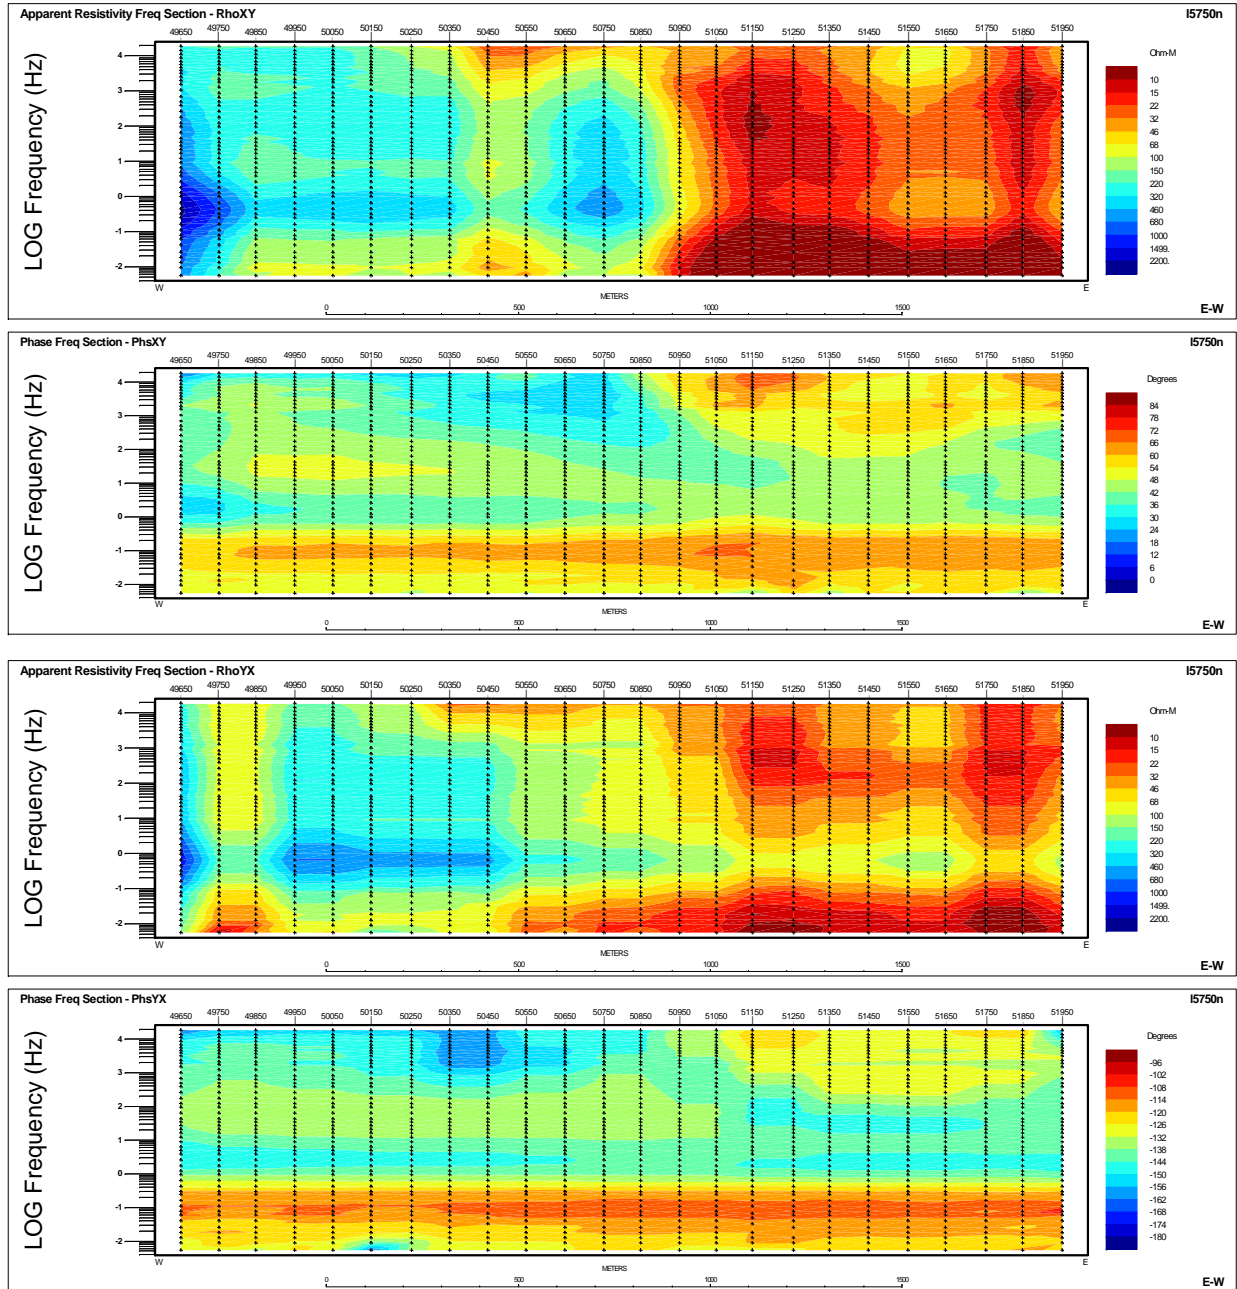 Apparent Resistivity Freq Section - RhoXY I5750n
49650 49750 49850 49950 50050 50150 50250 50350 50450 50550 50650 50750 50850 50950 51050 51150 51250 51350 51450 51550 51650 51750 51850 51950
LOG Frequency (Hz)
4
3
2
1
0
-1
-2
Ohm-M
10
15
22
32
46
68
100
150
220
320
460
680
1000
1499.
2200.
W E
METERS
0 500 1000 1500
E-W
Phase Freq Section - PhsXY I5750n
49650 49750 49850 49950 50050 50150 50250 50350 50450 50550 50650 50750 50850 50950 51050 51150 51250 51350 51450 51550 51650 51750 51850 51950
LOG Frequency (Hz)
4
3
2
1
0
-1
-2
Degrees
84
78
72
66
60
54
48
42
36
30
24
18
12
6
0
W E
METERS
0 500 1000 1500
E-W
Apparent Resistivity Freq Section - RhoYX I5750n
49650 49750 49850 49950 50050 50150 50250 50350 50450 50550 50650 50750 50850 50950 51050 51150 51250 51350 51450 51550 51650 51750 51850 51950
LOG Frequency (Hz)
4
3
2
1
0
-1
-2
Ohm-M
10
15
22
32
46
68
100
150
220
320
460
680
1000
1499.
2200.
W E
METERS
0 500 1000 1500
E-W
Phase Freq Section - PhsYX I5750n
49650 49750 49850 49950 50050 50150 50250 50350 50450 50550 50650 50750 50850 50950 51050 51150 51250 51350 51450 51550 51650 51750 51850 51950
LOG Frequency (Hz)
4
3
2
1
0
-1
-2
Degrees
-96
-102
-108
-114
-120
-126
-132
-138
-144
-150
-156
-162
-168
-174
-180
W E
METERS
0 500 1000 1500
E-W